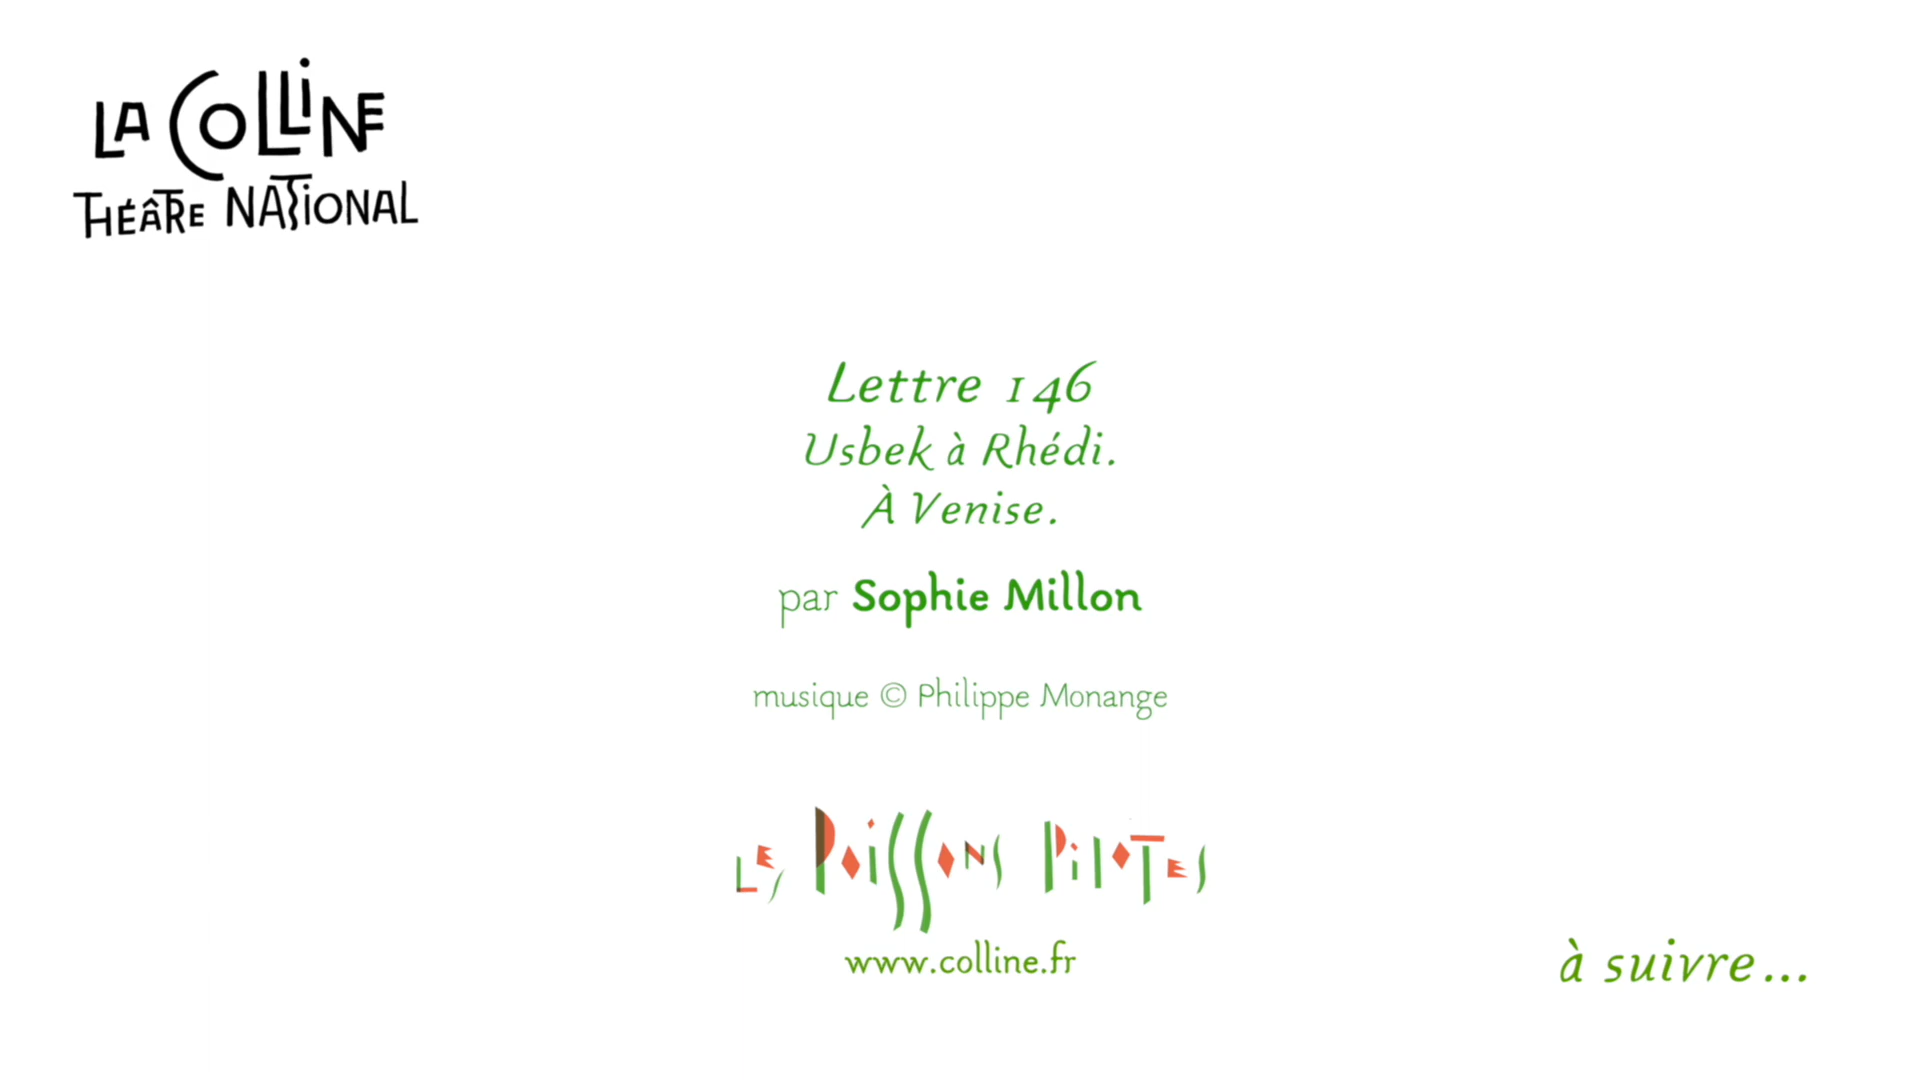 LA COLLiNE
THÉÂTRE NATiONAL
Lettre 146
Usbek à Rhédi.
À Venise.
par Sophie Millon
musique © Philippe Monange
LES POiSSONS PiLOTES
www.colline.fr
à suivre...